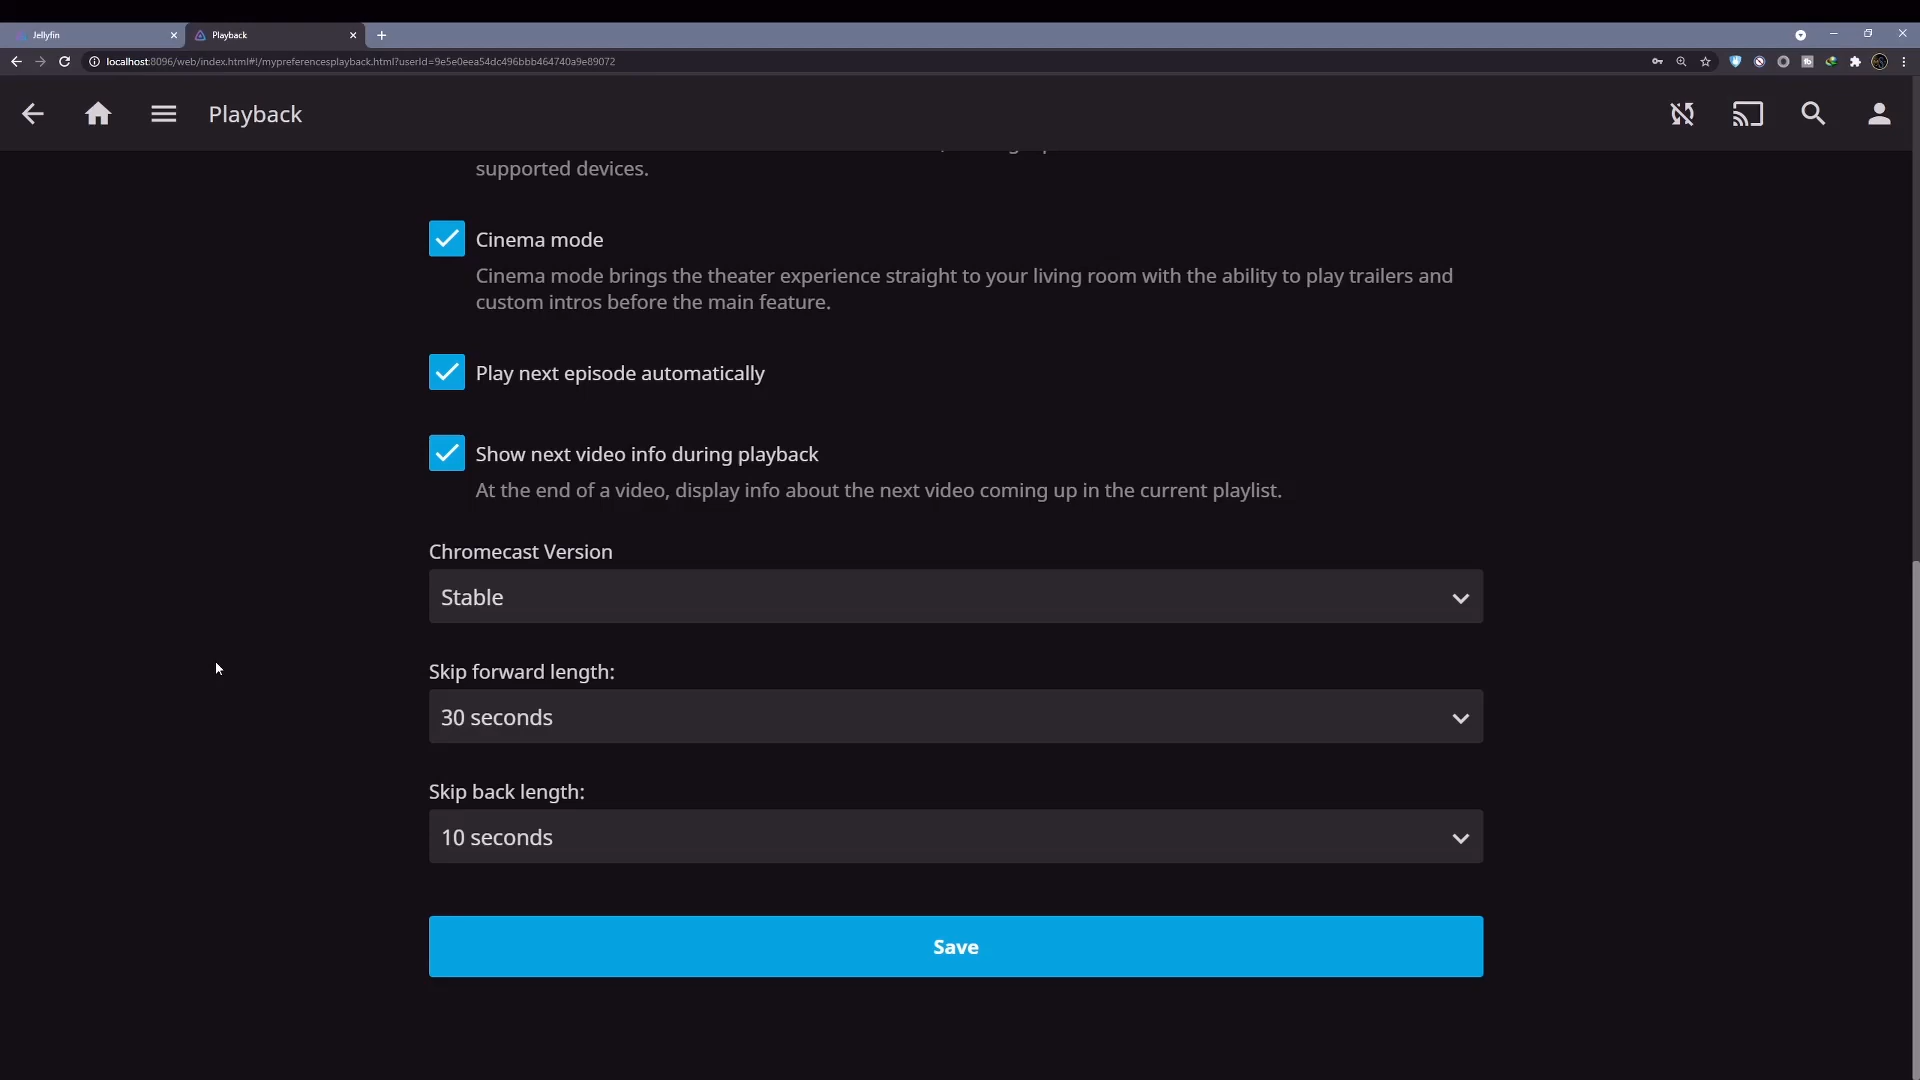 Jellyfin
Playback
localhost:8096/web/index.html#!/mypreferencesplayback.html?userId=9e5e0eea54dc496bbb464740a9e89072
Playback
supported devices.
Cinema mode
Cinema mode brings the theater experience straight to your living room with the ability to play trailers and
custom intros before the main feature.
Play next episode automatically
Show next video info during playback
At the end of a video, display info about the next video coming up in the current playlist.
Chromecast Version
Stable
Skip forward length:
30 seconds
Skip back length:
10 seconds
Save